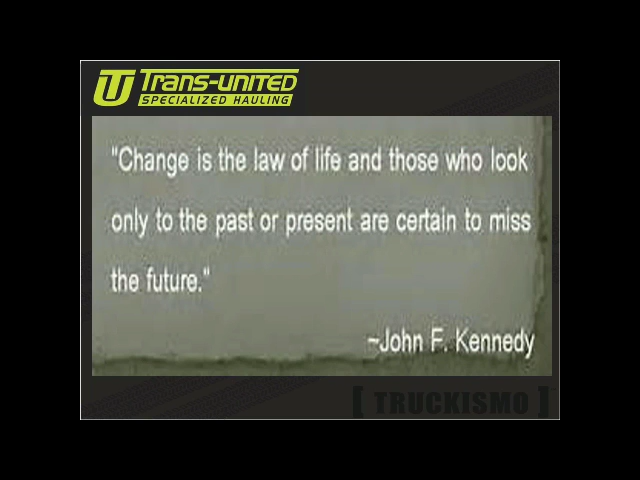 Trans-united
SPECIALIZED HAULING
"Change is the law of life and those who look
only to the past or present are certain to miss
the future."
~John F. Kennedy
[ TRUCKISMO ]